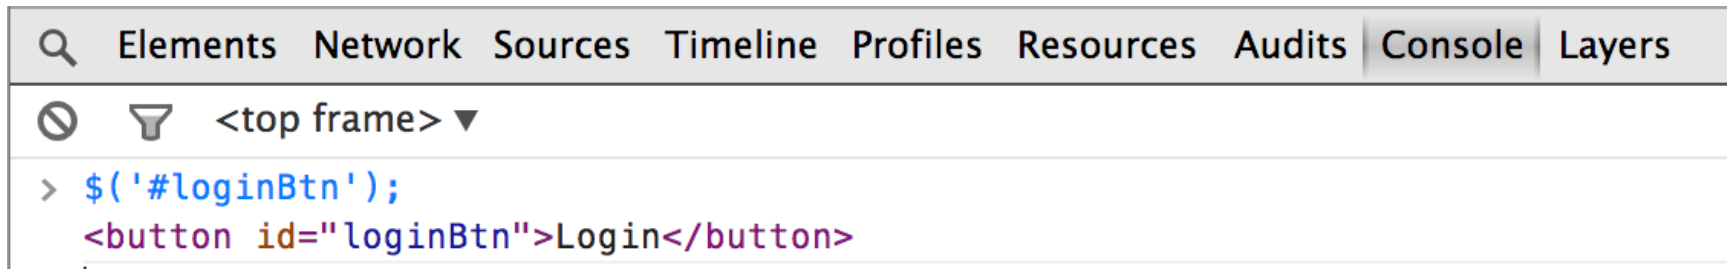 Elements Network Sources Timeline Profiles Resources Audits Console Layers
<top frame> ▼
> $('#loginBtn');
<button id="loginBtn">Login</button>